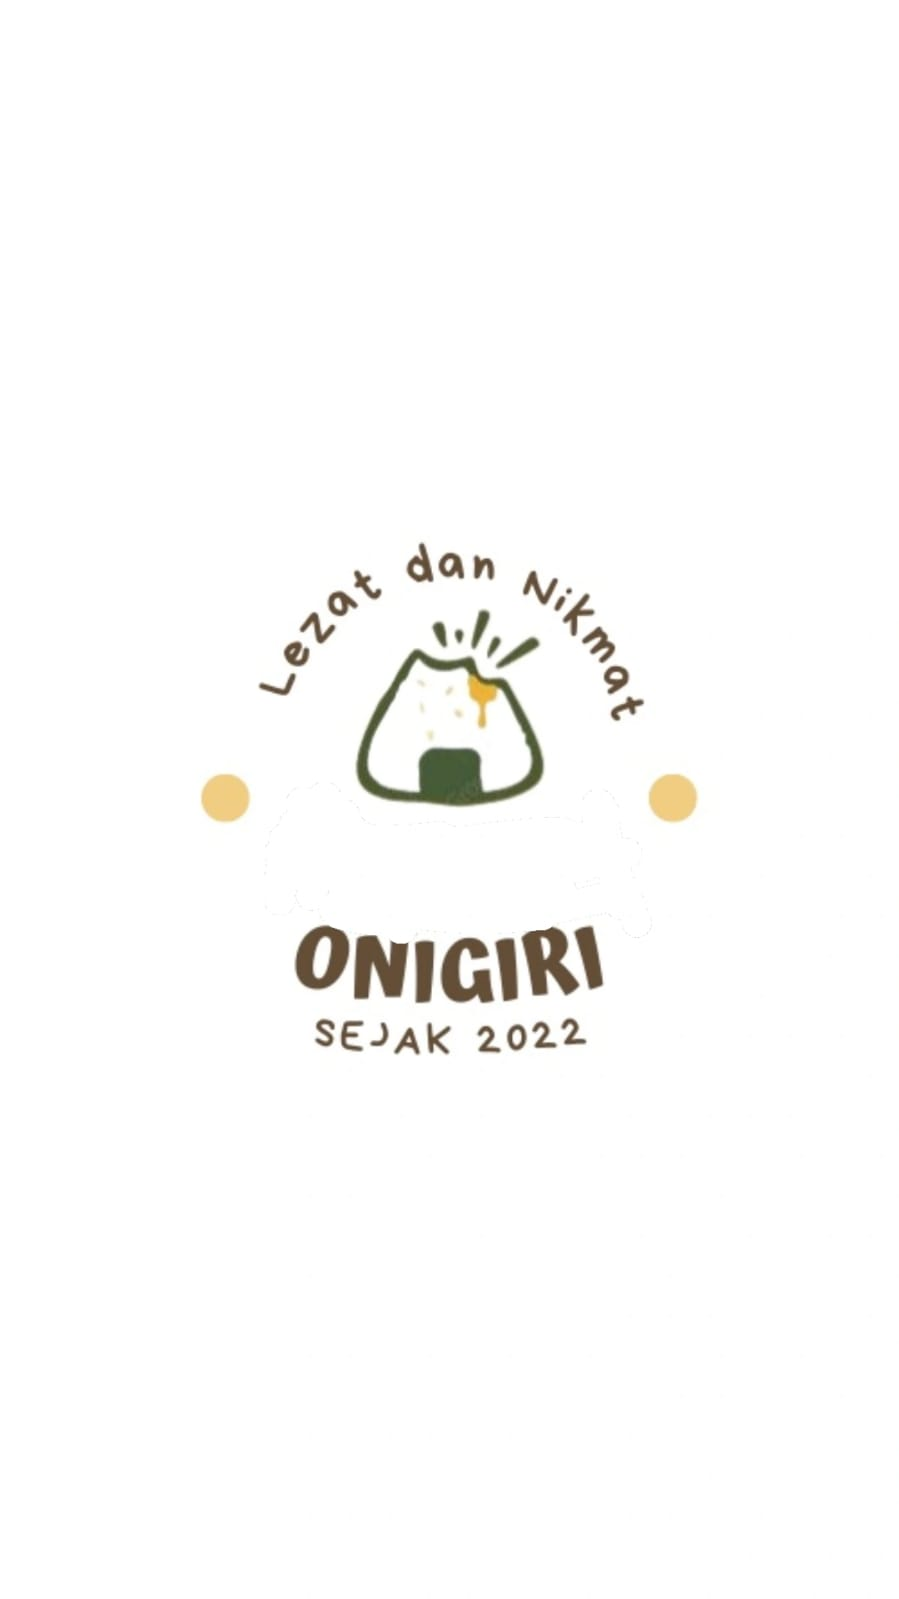 Lezat dan Nikmat
ONIGIRI
SEJAK 2022